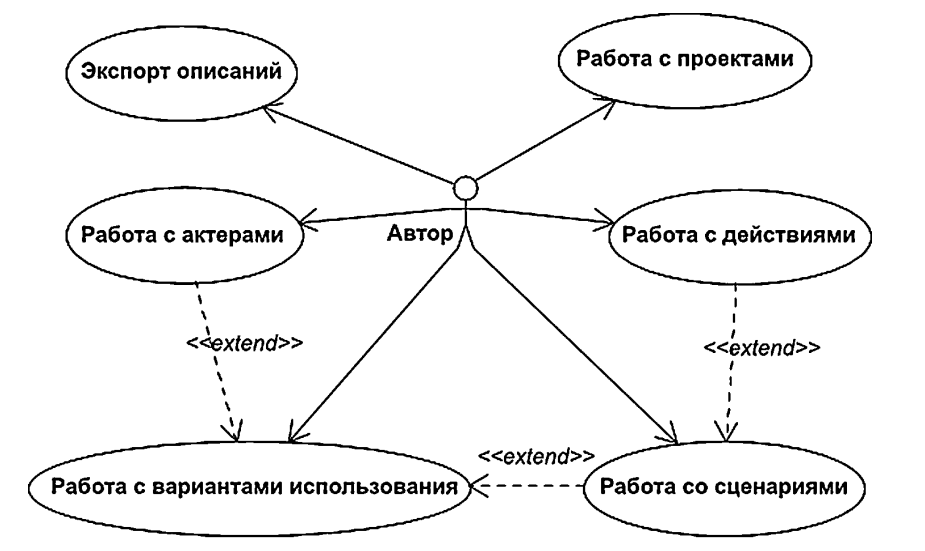 Экспорт описаний
Работа с проектами
Работа с актерами
Автор
Работа с действиями
<<extend>>
<<extend>>
<<extend>>
Работа с вариантами использования
Работа со сценариями